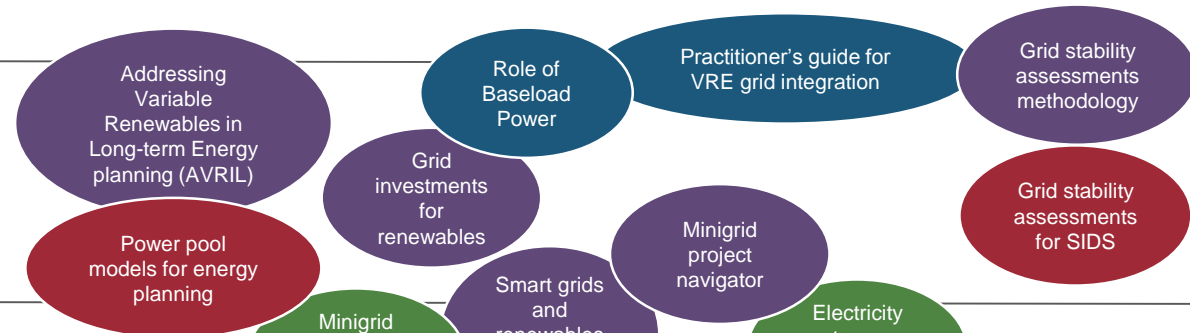 Addressing
Variable
Renewables in
Long-term Energy
planning (AVRIL)
Role of
Baseload
Power
Practitioner’s guide for
VRE grid integration
Grid stability
assessments
methodology
Grid
investments
for
renewables
Grid stability
assessments
for SIDS
Power pool
models for energy
planning
Minigrid
project
navigator
Smart grids
and
renewables
Minigrid
Electricity